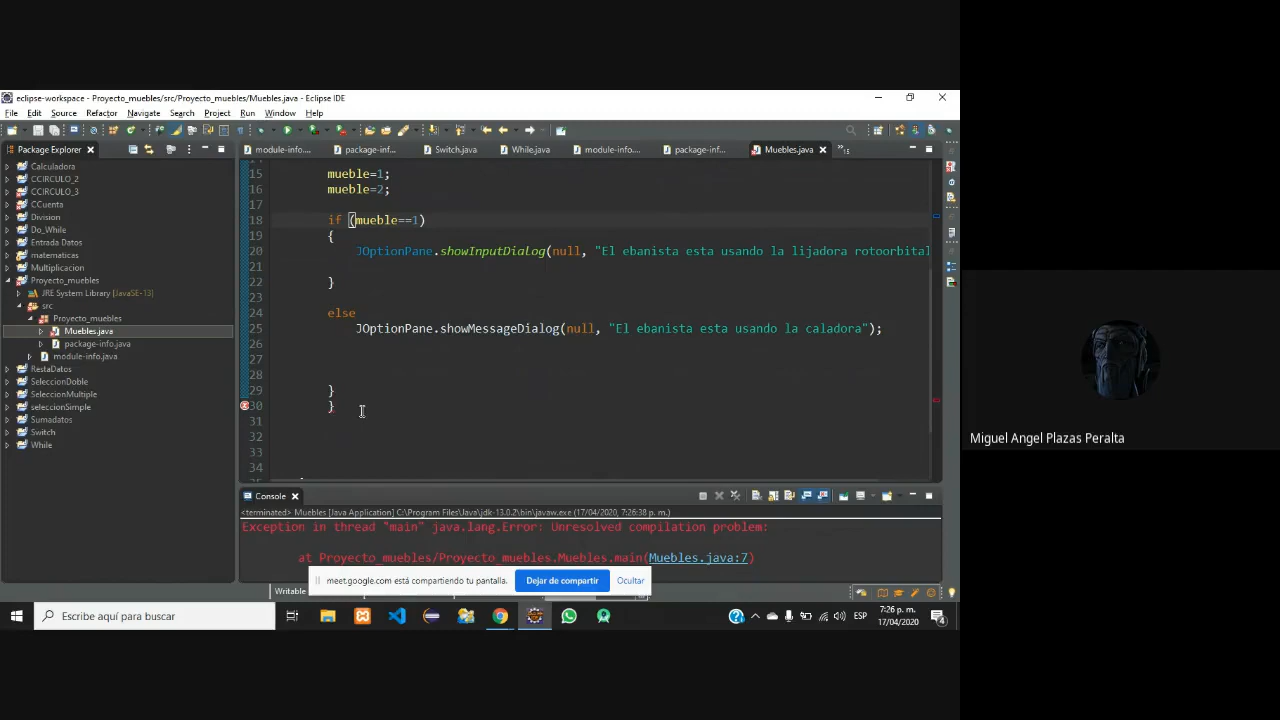 eclipse-workspace - Proyecto_muebles/src/Proyecto_muebles/Muebles.java - Eclipse IDE
File Edit Source Refactor Navigate Search Project Run Window Help
Package Explorer
module-info....
package-inf...
Switch.java
While.java
module-info....
package-inf...
Muebles.java
15
Calculadora
CCIRCULO_2
CCIRCULO_3
CCuenta
Division
Do_While
Entrada Datos
matematicas
Multiplicacion
Proyecto_muebles
JRE System Library [JavaSE-13]
src
Proyecto_muebles
Muebles.java
package-info.java
module-info.java
RestaDatos
SeleccionDoble
SeleccionMultiple
seleccionSimple
Sumadatos
Switch
While
15 mueble=1;
16 mueble=2;
17
18 if (mueble==1)
19 {
20 JOptionPane.showInputDialog(null, "El ebanista esta usando la lijadora rotoorbital
21
22 }
23
24 else
25 JOptionPane.showMessageDialog(null, "El ebanista esta usando la caladora");
26
27
28
29 }
30 }
31
32
33
34
Console
<terminated> Muebles [Java Application] C:\Program Files\Java\jdk-13.0.2\bin\javaw.exe (17/04/2020, 7:26:38 p. m.)
Exception in thread "main" java.lang.Error: Unresolved compilation problem:
at Proyecto_muebles/Proyecto_muebles.Muebles.main(Muebles.java:7)
meet.google.com está compartiendo tu pantalla.
Dejar de compartir
Ocultar
Writable
Escribe aquí para buscar
ESP
7:26 p. m.
17/04/2020
4
Miguel Angel Plazas Peralta